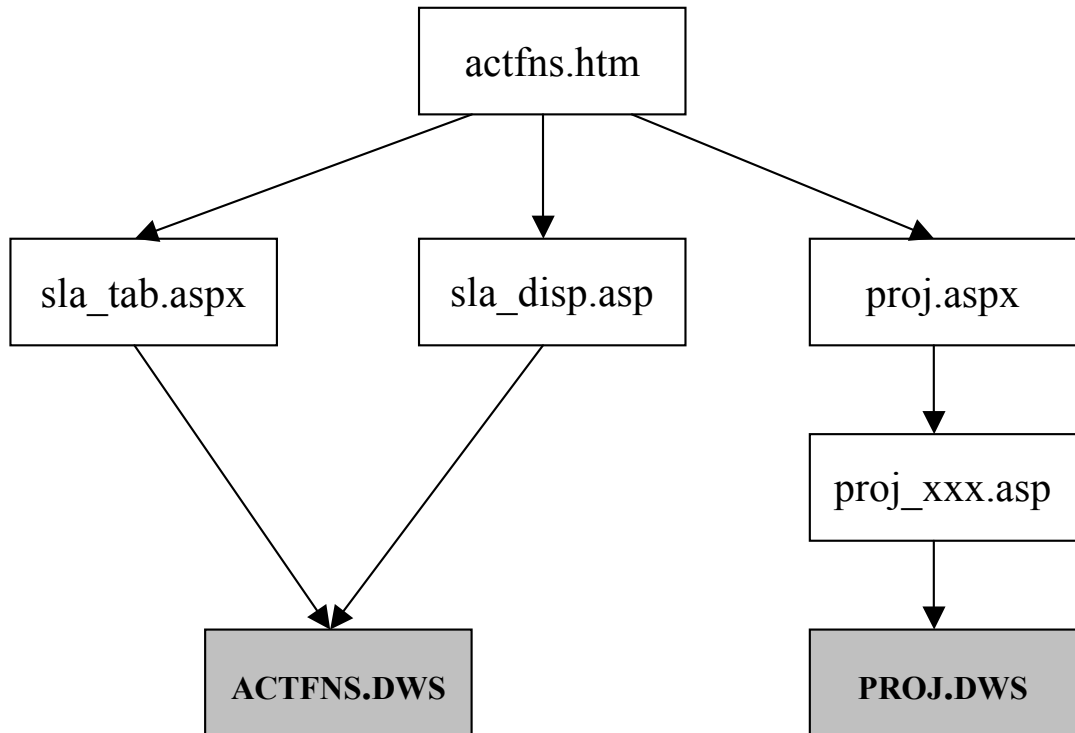 actfns.htm
sla_tab.aspx
sla_disp.asp
proj.aspx
proj_xxx.asp
ACTFNS.DWS
PROJ.DWS